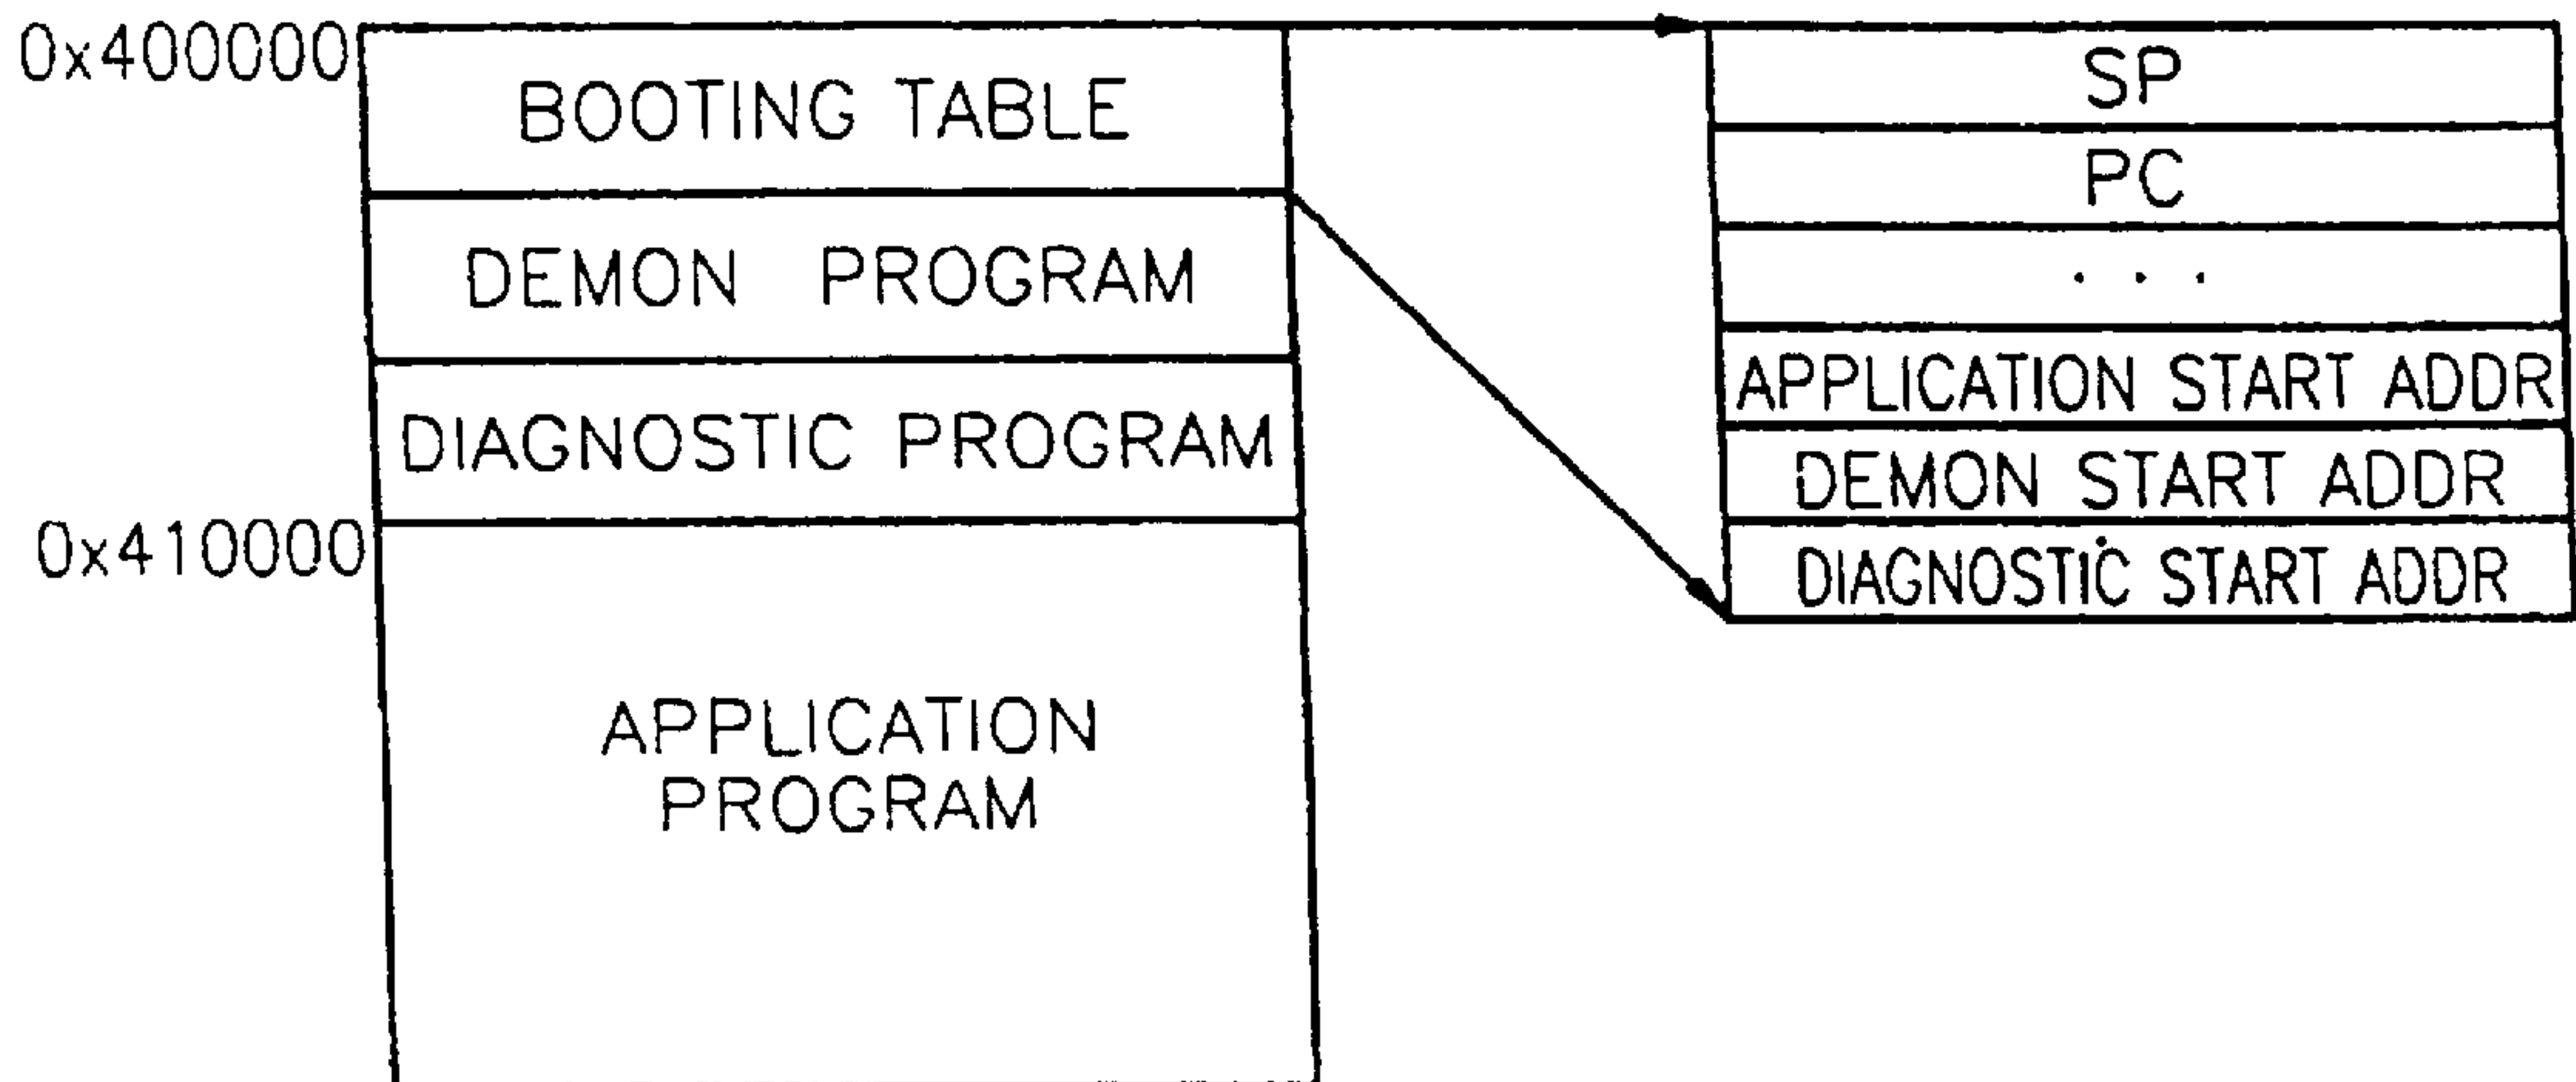 0x400000
BOOTING TABLE
DEMON PROGRAM
DIAGNOSTIC PROGRAM
0x410000
APPLICATION
PROGRAM
SP
PC
. . .
APPLICATION START ADDR
DEMON START ADDR
DIAGNOSTIC START ADDR